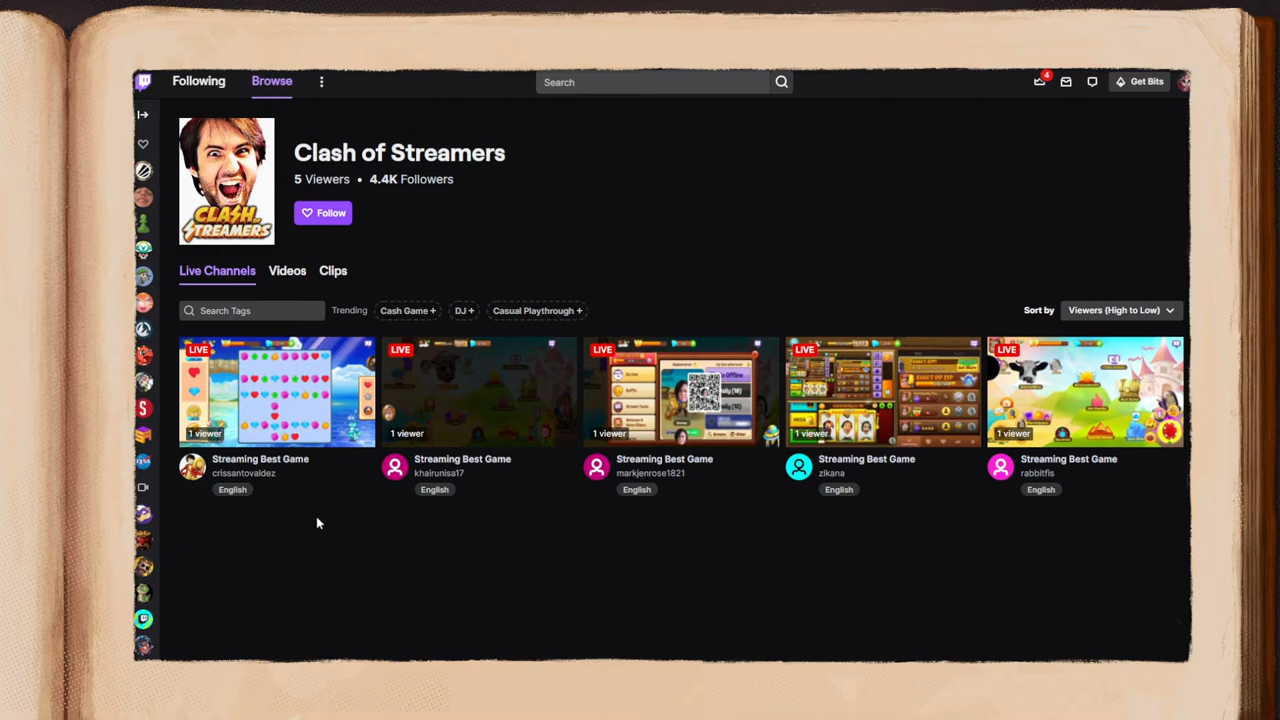 Following
Browse
Search
4
Get Bits
CLASH OF STREAMERS
Clash of Streamers
5 Viewers • 4.4K Followers
Follow
Live Channels
Videos
Clips
Search Tags
Trending
Cash Game +
DJ +
Casual Playthrough +
Sort by
Viewers (High to Low)
LIVE
1 viewer
Streaming Best Game
crissantovaldez
English
LIVE
1 viewer
Streaming Best Game
khairunisa17
English
LIVE
1 viewer
Streaming Best Game
markjenrose1821
English
LIVE
1 viewer
Streaming Best Game
zlkana
English
LIVE
1 viewer
Streaming Best Game
rabbitfis
English